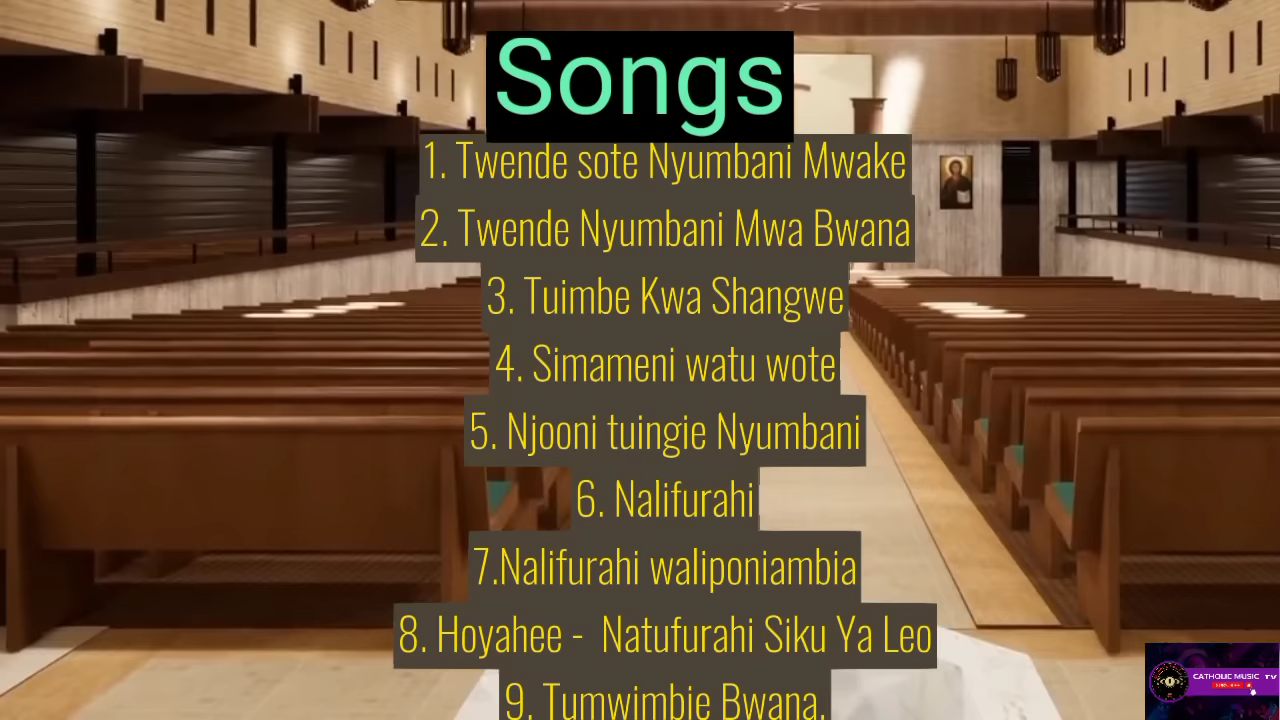 Songs
1. Twende sote Nyumbani Mwake
2. Twende Nyumbani Mwa Bwana
3. Tuimbe Kwa Shangwe
4. Simameni watu wote
5. Njooni tuingie Nyumbani
6. Nalifurahi
7.Nalifurahi waliponiambia
8. Hoyahee - Natufurahi Siku Ya Leo
9. Tumwimbie Bwana.
CATHOLIC MUSIC TV